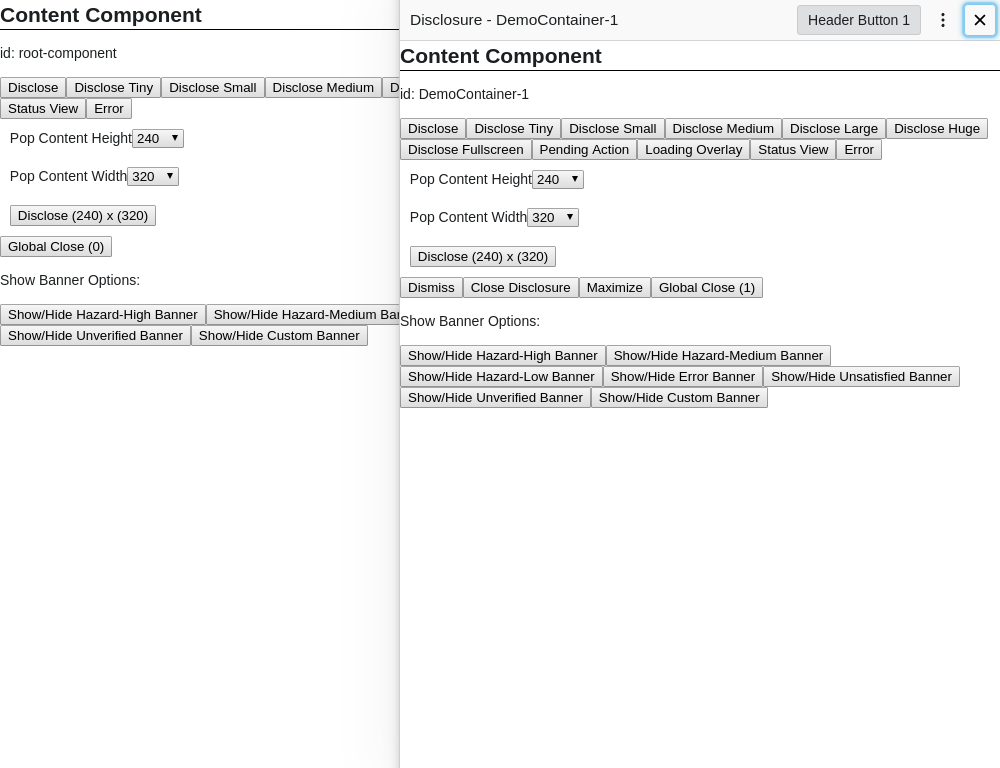 Content Component
id: root-component
Disclose Disclose Tiny Disclose Small Disclose Medium D
Status View Error
Pop Content Height 240
Pop Content Width 320
Disclose (240) x (320)
Global Close (0)
Show Banner Options:
Show/Hide Hazard-High Banner Show/Hide Hazard-Medium Ban
Show/Hide Unverified Banner Show/Hide Custom Banner
Disclosure - DemoContainer-1 Header Button 1
Content Component
id: DemoContainer-1
Disclose Disclose Tiny Disclose Small Disclose Medium Disclose Large Disclose Huge
Disclose Fullscreen Pending Action Loading Overlay Status View Error
Pop Content Height 240
Pop Content Width 320
Disclose (240) x (320)
Dismiss Close Disclosure Maximize Global Close (1)
Show Banner Options:
Show/Hide Hazard-High Banner Show/Hide Hazard-Medium Banner
Show/Hide Hazard-Low Banner Show/Hide Error Banner Show/Hide Unsatisfied Banner
Show/Hide Unverified Banner Show/Hide Custom Banner